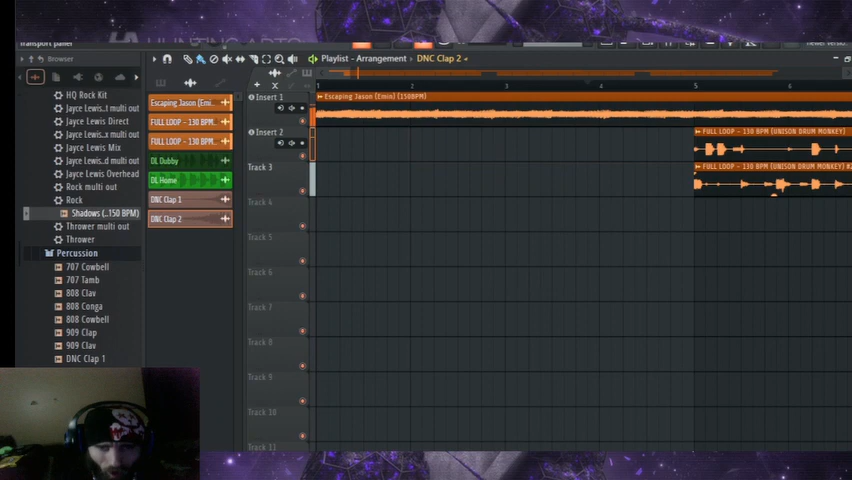 Transport panel
Browser
Playlist - Arrangement ▸ DNC Clap 2
HQ Rock Kit
Jayce Lewis..t multi out
Jayce Lewis Direct
Jayce Lewis..x multi out
Jayce Lewis Mix
Jayce Lewis..d multi out
Jayce Lewis Overhead
Rock multi out
Rock
Shadows (..150 BPM)
Thrower multi out
Thrower
Percussion
707 Cowbell
707 Tamb
808 Clav
808 Conga
808 Cowbell
909 Clap
909 Clav
DNC Clap 1
Escaping Jason (Emi..
FULL LOOP - 130 BPM..
FULL LOOP - 130 BPM..
DL Dubby
DL Home
DNC Clap 1
DNC Clap 2
1 2 3 4 5 6
Insert 1
Escaping Jason (Emin) (150BPM)
Insert 2
FULL LOOP - 130 BPM (UNISON DRUM MONKEY)
Track 3
FULL LOOP - 130 BPM (UNISON DRUM MONKEY) #2
Track 4
Track 5
Track 6
Track 7
Track 8
Track 9
Track 10
Track 11